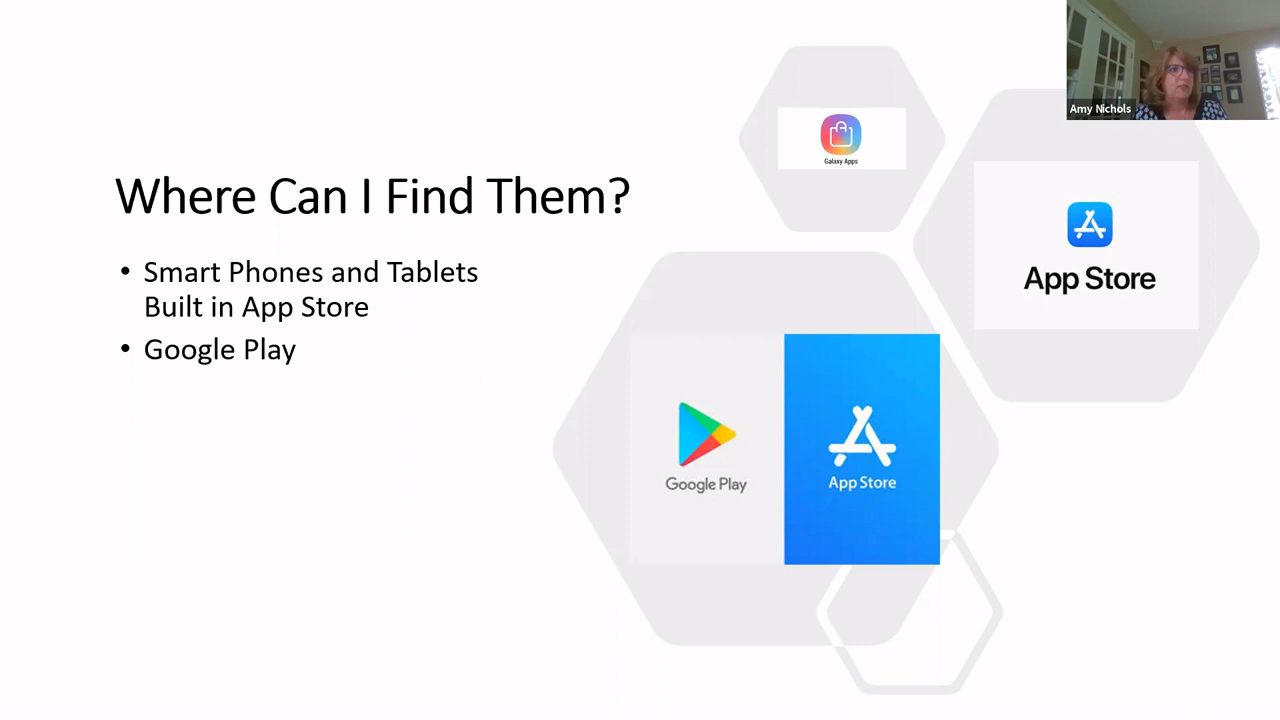 Where Can I Find Them?
• Smart Phones and Tablets
Built in App Store
• Google Play
Galaxy Apps
Amy Nichols
App Store
Google Play
App Store